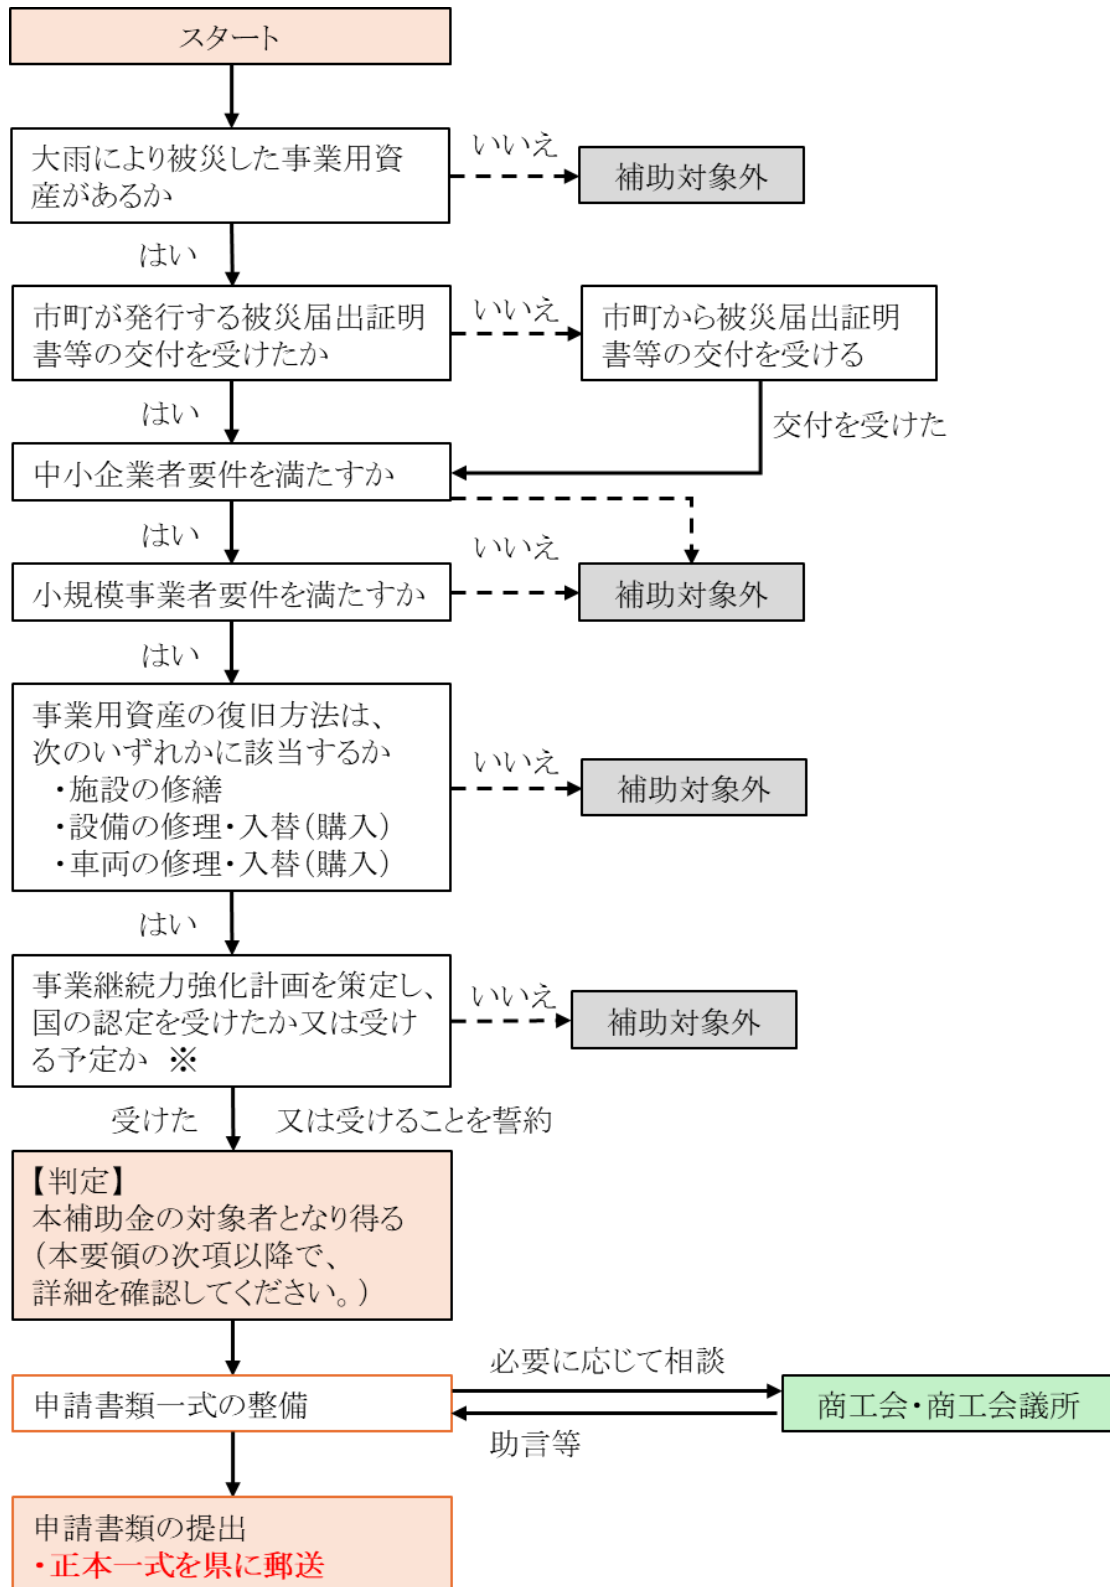 スタート
大雨により被災した事業用資
産があるか
いいえ
補助対象外
はい
市町が発行する被災届出証明
書等の交付を受けたか
いいえ
市町から被災届出証明
書等の交付を受ける
はい
交付を受けた
中小企業者要件を満たすか
はい
いいえ
小規模事業者要件を満たすか
補助対象外
はい
事業用資産の復旧方法は、
次のいずれかに該当するか
・施設の修繕
・設備の修理・入替（購入）
・車両の修理・入替（購入）
いいえ
補助対象外
はい
事業継続力強化計画を策定し、
国の認定を受けたか又は受け
る予定か ※
いいえ
補助対象外
受けた 又は受けることを誓約
【判定】
本補助金の対象者となり得る
（本要領の次項以降で、
詳細を確認してください。）
必要に応じて相談
申請書類一式の整備
商工会・商工会議所
助言等
申請書類の提出
・正本一式を県に郵送